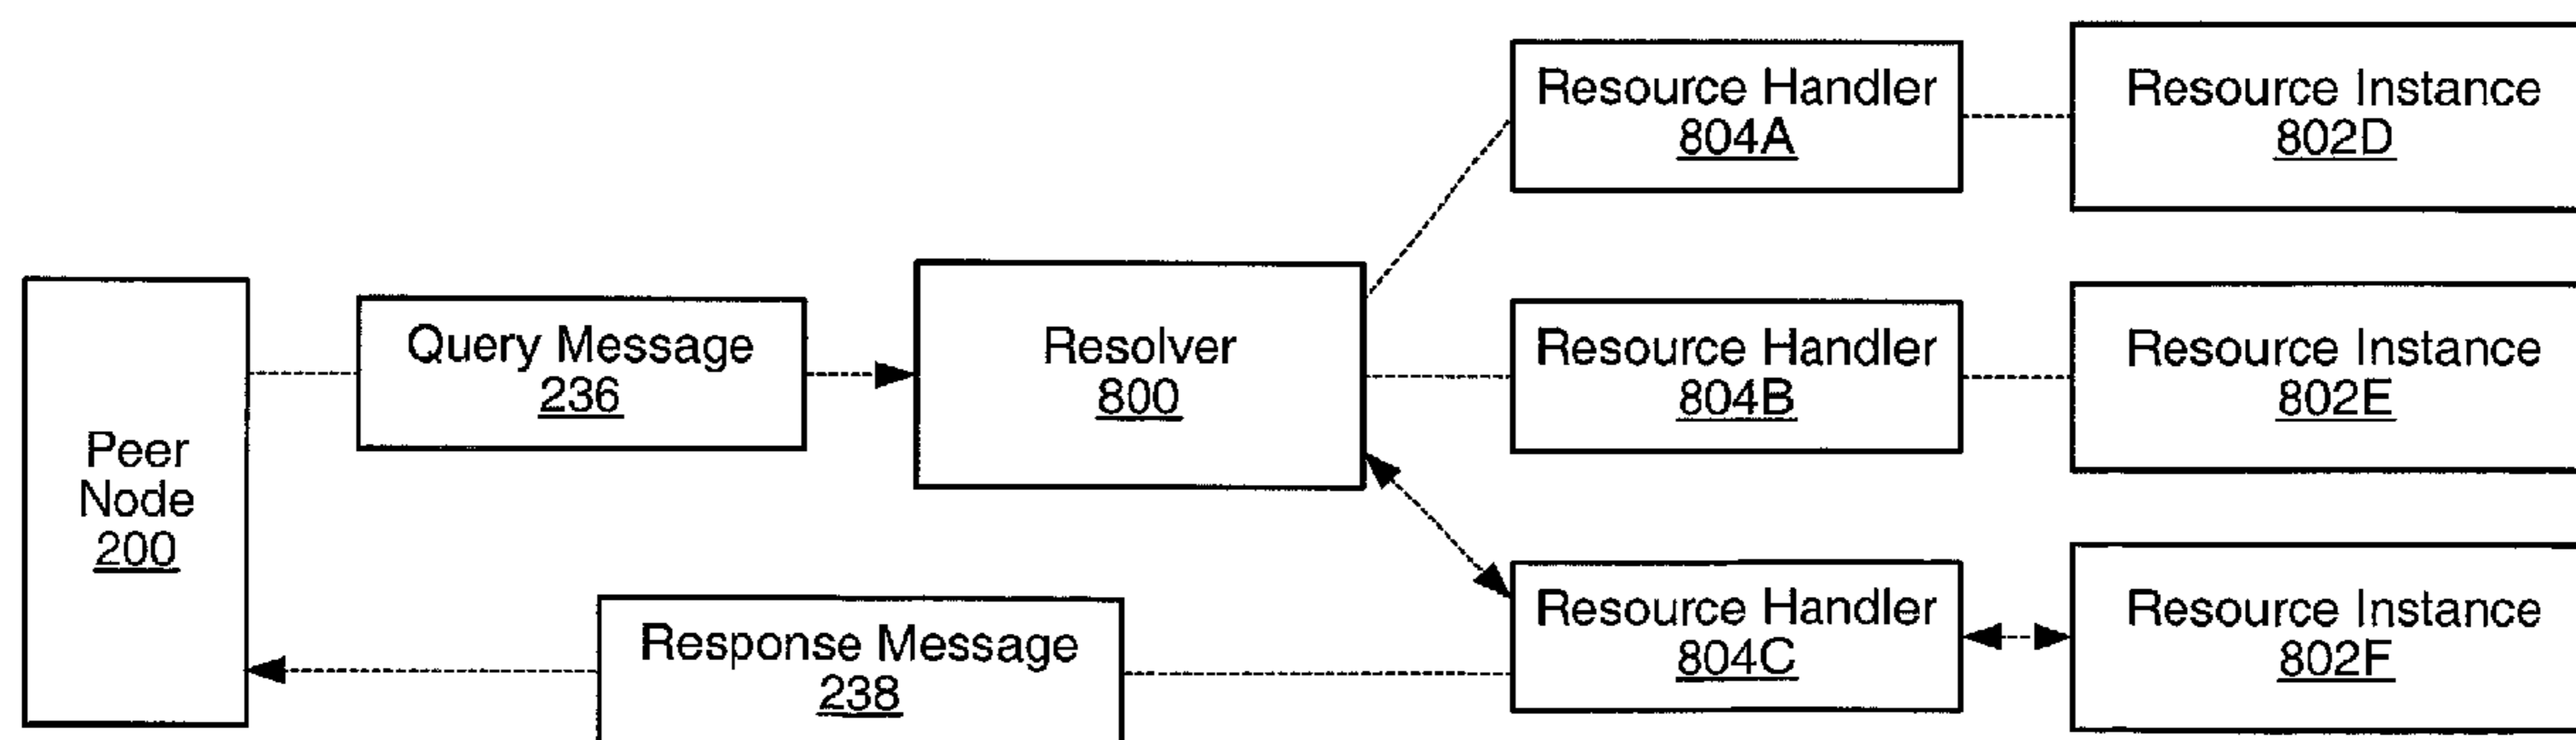 Resource Handler
804A
Resource Instance
802D
Query Message
236
Resolver
800
Resource Handler
804B
Resource Instance
802E
Peer
Node
200
Response Message
238
Resource Handler
804C
Resource Instance
802F